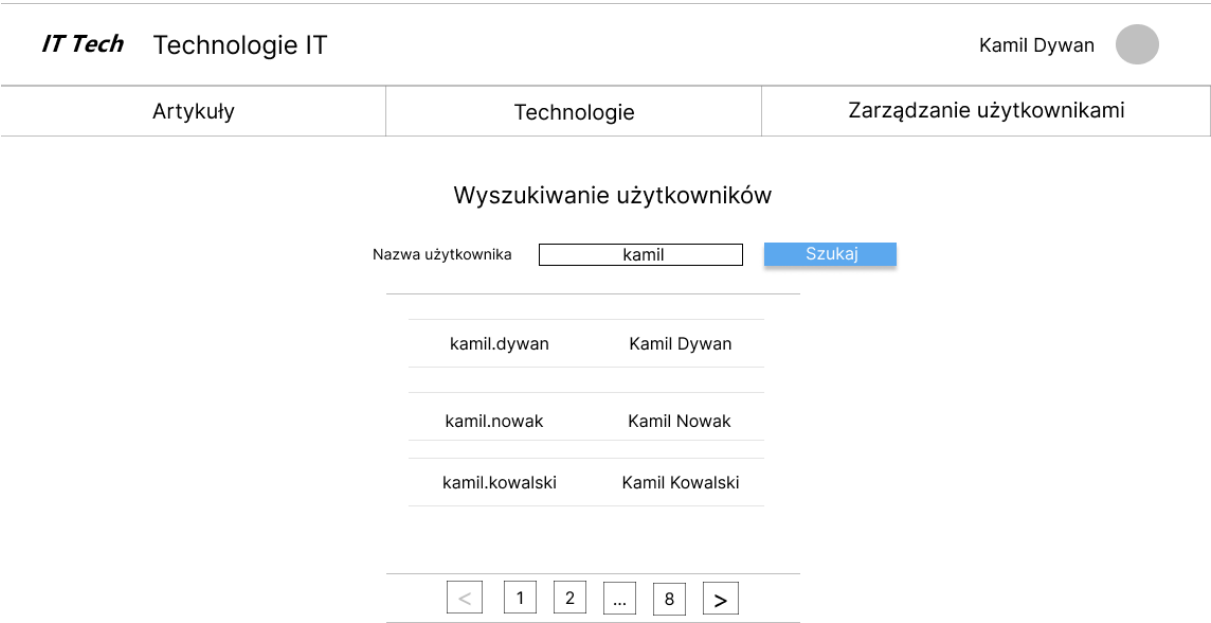 IT Tech Technologie IT Kamil Dywan
Artykuły Technologie Zarządzanie użytkownikami
Wyszukiwanie użytkowników
Nazwa użytkownika kamil Szukaj
kamil.dywan Kamil Dywan
kamil.nowak Kamil Nowak
kamil.kowalski Kamil Kowalski
< 1 2 ... 8 >